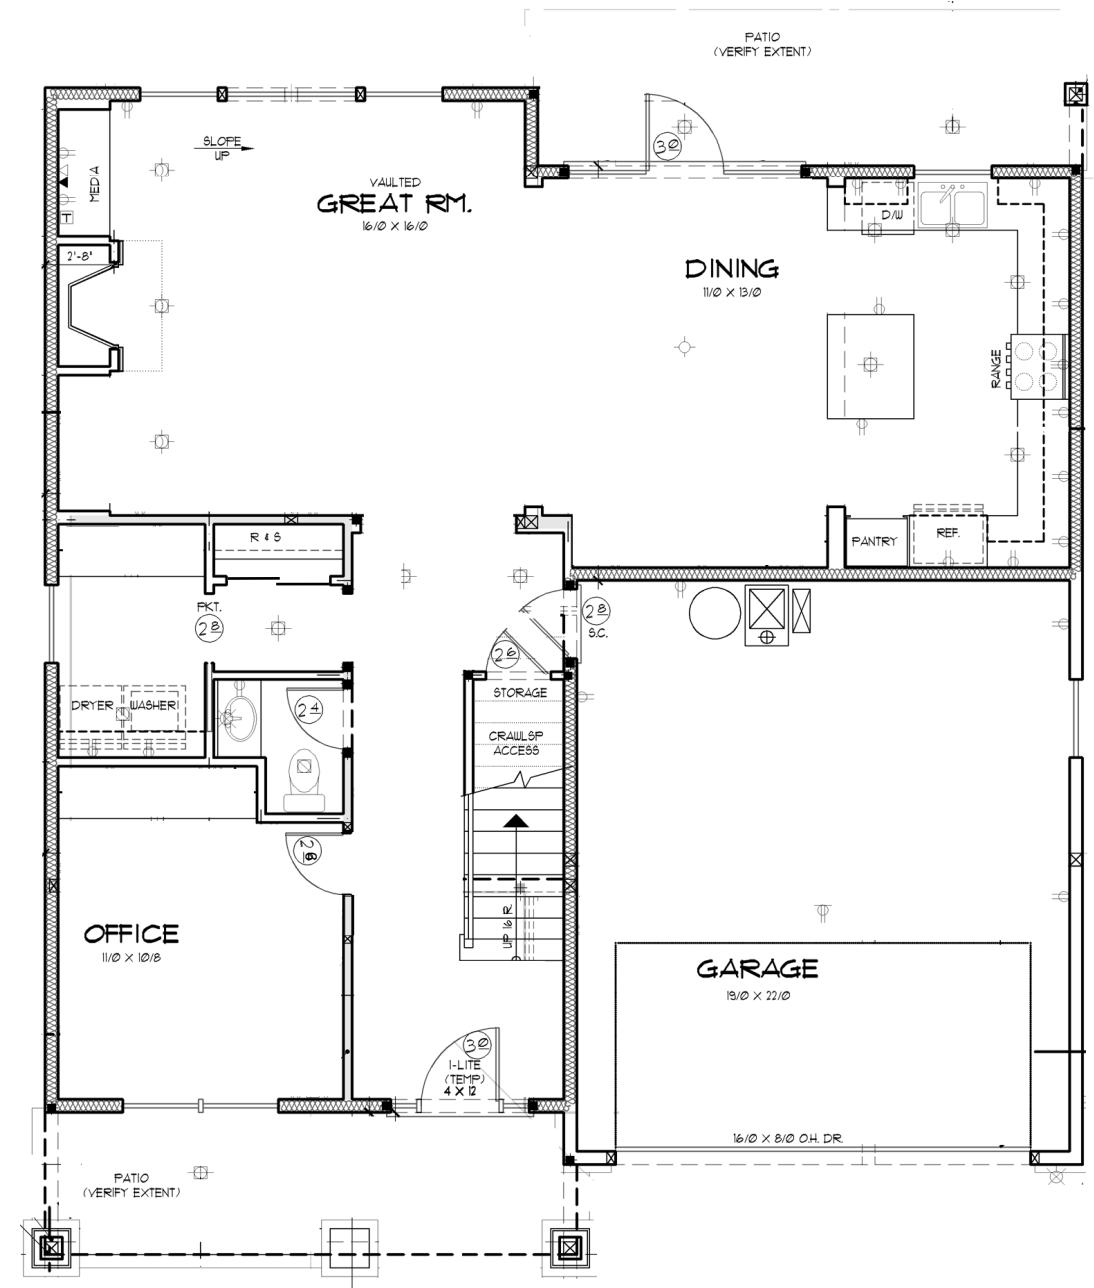 PATIO
(VERIFY EXTENT)
SLOPE
UP
30
MEDIA
VAULTED
GREAT RM.
16/0 X 16/0
D/W
T
2'-8"
DINING
11/0 X 13/0
RANGE
R & S
PANTRY
REF.
PKT.
28
28
S.C.
26
STORAGE
DRYER
WASHER
24
CRAWLSP
ACCESS
OFFICE
11/0 X 10/8
UP 16 R.
GARAGE
19/0 X 22/0
30
1-LITE
(TEMP)
4 X 12
16/0 X 8/0 O.H. DR.
PATIO
(VERIFY EXTENT)